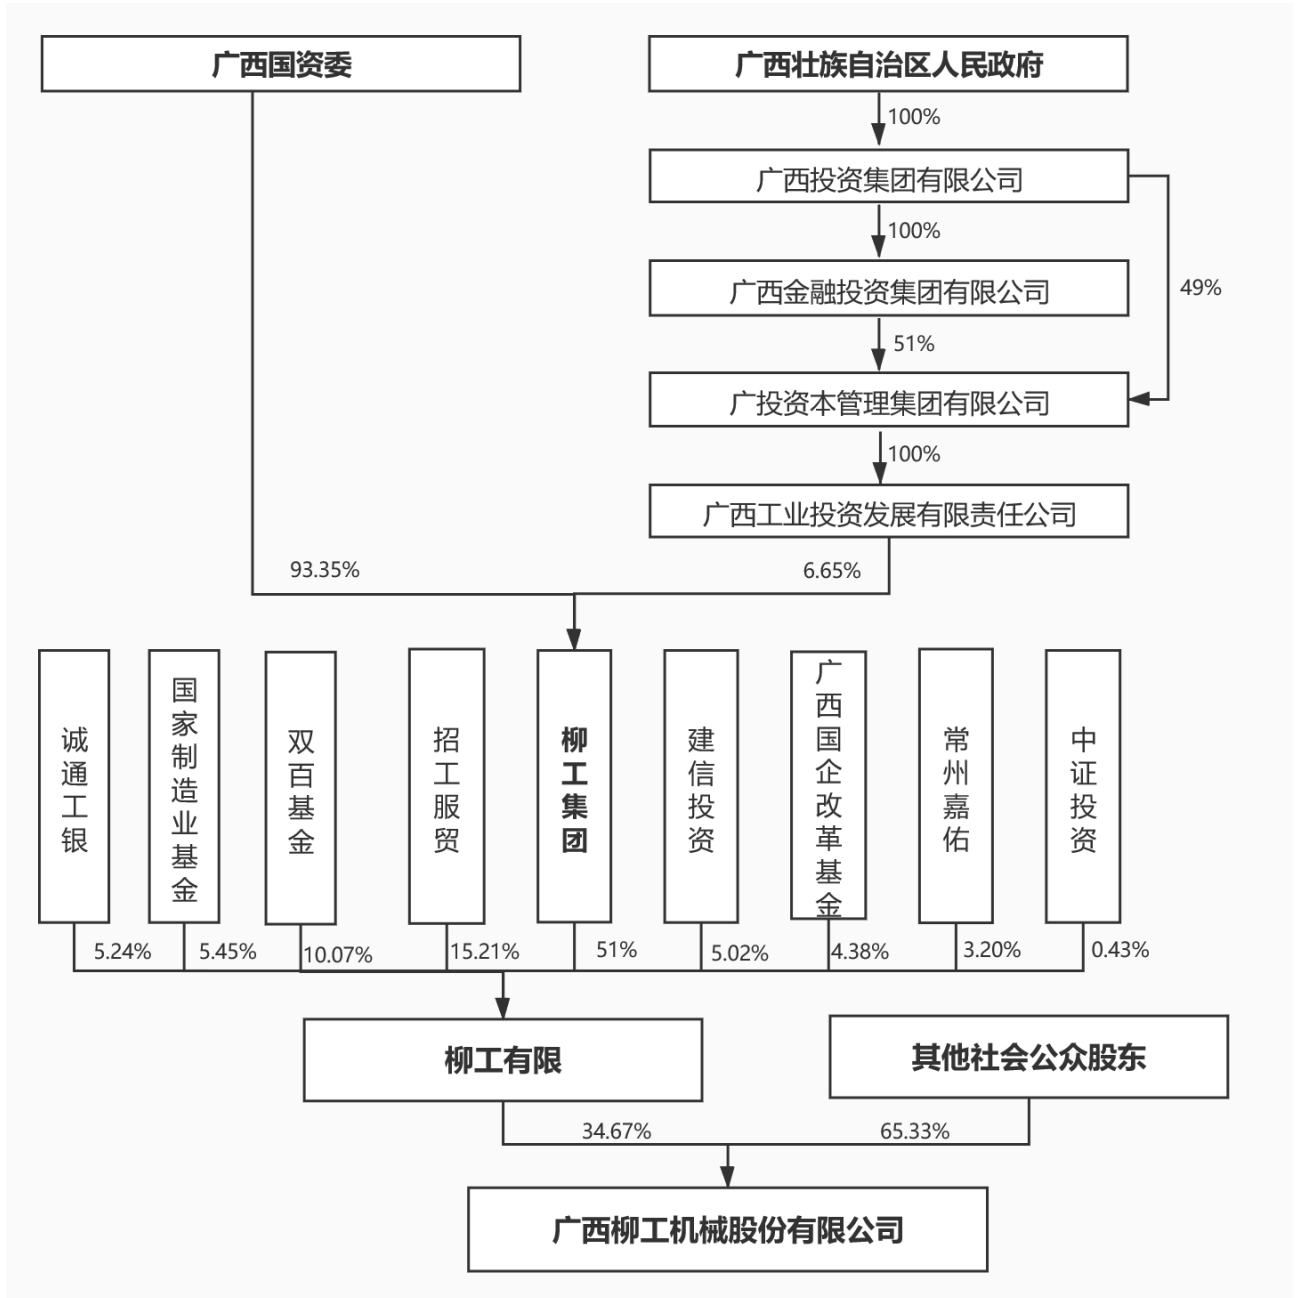 广西国资委
广西壮族自治区人民政府
100%
广西投资集团有限公司
100%
广西金融投资集团有限公司
49%
51%
广投资本管理集团有限公司
100%
广西工业投资发展有限责任公司
93.35%
6.65%
诚通工银
国家制造业基金
双百基金
招工服贸
柳工集团
建信投资
广西国企改革基金
常州嘉佑
中证投资
5.24%
5.45%
10.07%
15.21%
51%
5.02%
4.38%
3.20%
0.43%
柳工有限
其他社会公众股东
34.67%
65.33%
广西柳工机械股份有限公司